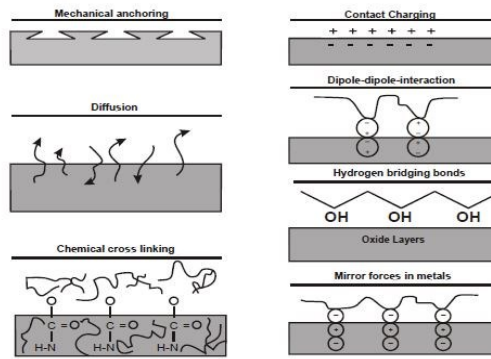 Mechanical anchoring
Diffusion
Chemical cross linking
O O O
C = O C = O C = O
H-N H-N H-N
Contact Charging
+ + + + + +
- - - - - -
Dipole-dipole-interaction
- +
+ -
- +
+ -
Hydrogen bridging bonds
OH OH OH
Oxide Layers
Mirror forces in metals
- - -
+ + +
- - -
+ + +